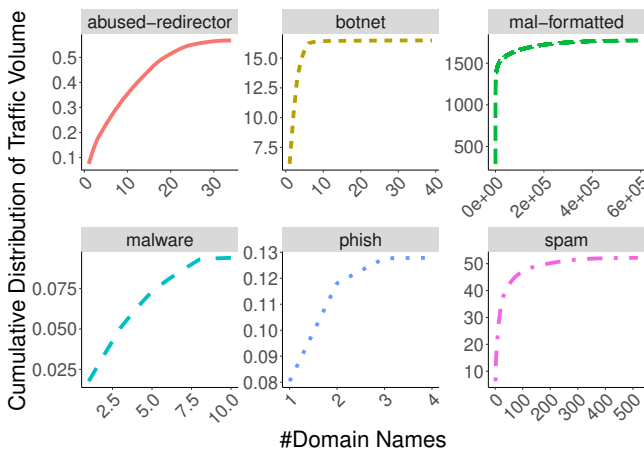 abused-redirector botnet mal-formatted
0.5
0.4
0.3
0.2
0.1
0 10 20 30
15.0
12.5
10.0
7.5
0 10 20 30 40
1500
1000
500
0e+00 2e+05 4e+05 6e+05
malware phish spam
0.075
0.050
0.025
2.5 5.0 7.5 10.0
0.13
0.12
0.11
0.10
0.09
0.08
1 2 3 4
50
40
30
20
10
0 100 200 300 400 500
Cumulative Distribution of Traffic Volume
#Domain Names